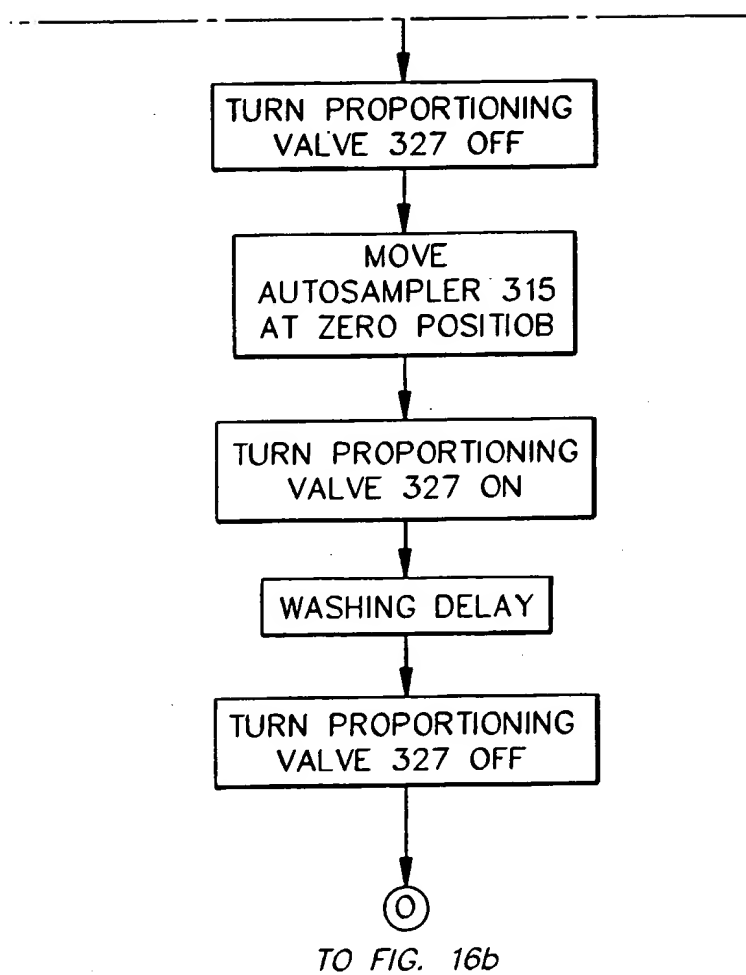 TURN PROPORTIONING
VALVE 327 OFF
MOVE
AUTOSAMPLER 315
AT ZERO POSITIOB
TURN PROPORTIONING
VALVE 327 ON
WASHING DELAY
TURN PROPORTIONING
VALVE 327 OFF
O
TO FIG. 16b